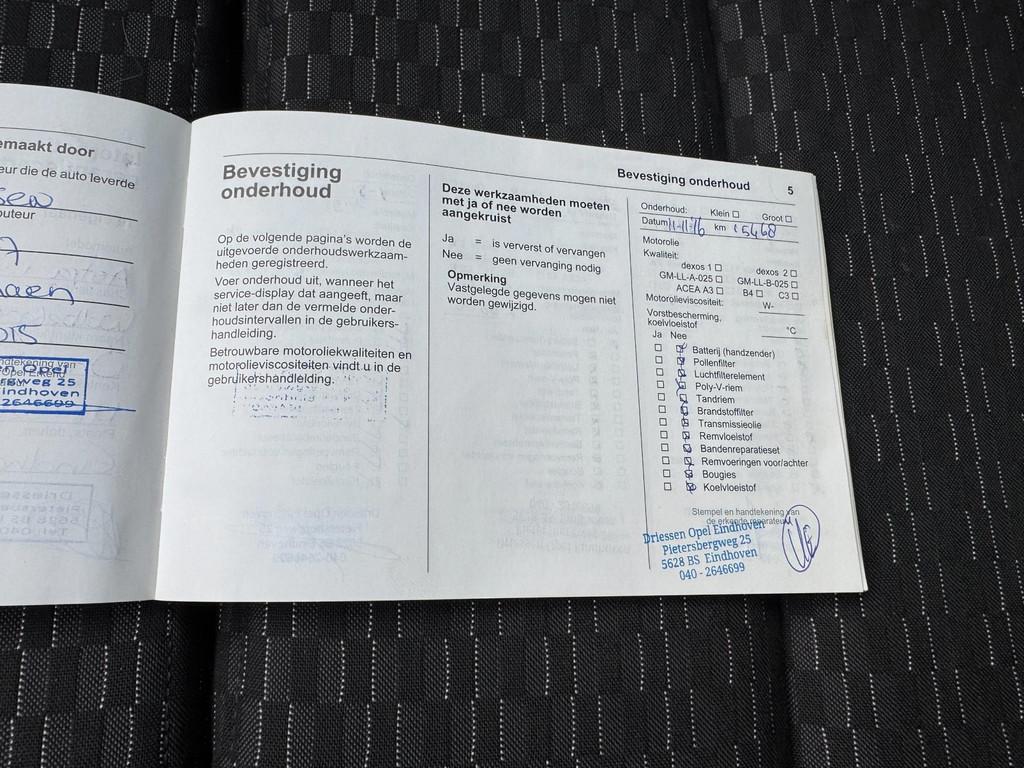 emaakt door
eur die de auto leverde
2646699
Bevestiging
onderhoud
Op de volgende pagina's worden de
uitgevoerde onderhoudswerkzaam-
heden geregistreerd.
Voer onderhoud uit, wanneer het
service-display dat aangeeft, maar
niet later dan de vermelde onder-
houdsintervallen in de gebruikers-
handleiding.
Betrouwbare motoroliekwaliteiten en
motorolieviscositeiten vindt u in de
gebruikershandleiding.
Deze werkzaamheden moeten
met ja of nee worden
aangekruist
Ja = is ververst of vervangen
Nee = geen vervanging nodig
Opmerking
Vastgelegde gegevens mogen niet
worden gewijzigd.
Bevestiging onderhoud 5
Onderhoud: Klein Groot
Datum 11-11-16 km 15468
Motorolie
Kwaliteit:
dexos 1 dexos 2
GM-LL-A-025 GM-LL-B-025
ACEA A3 B4 C3
Motorolieviscositeit: W-
Vorstbescherming,
koelvloeistof °C
Ja Nee
Batterij (handzender)
Pollenfilter
Luchtfilterelement
Poly-V-riem
Tandriem
Brandstoffilter
Transmissieolie
Remvloeistof
Bandenreparatieset
Remvoeringen voor/achter
Bougies
Koelvloeistof
Stempel en handtekening van
de erkende reparateur
Driessen Opel Eindhoven
Pietersbergweg 25
5628 BS Eindhoven
040 - 2646699